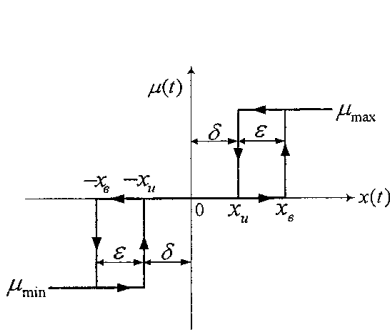 μ(t)
μmax
δ ε
−xв −xu
0 xu xв x(t)
ε δ
μmin